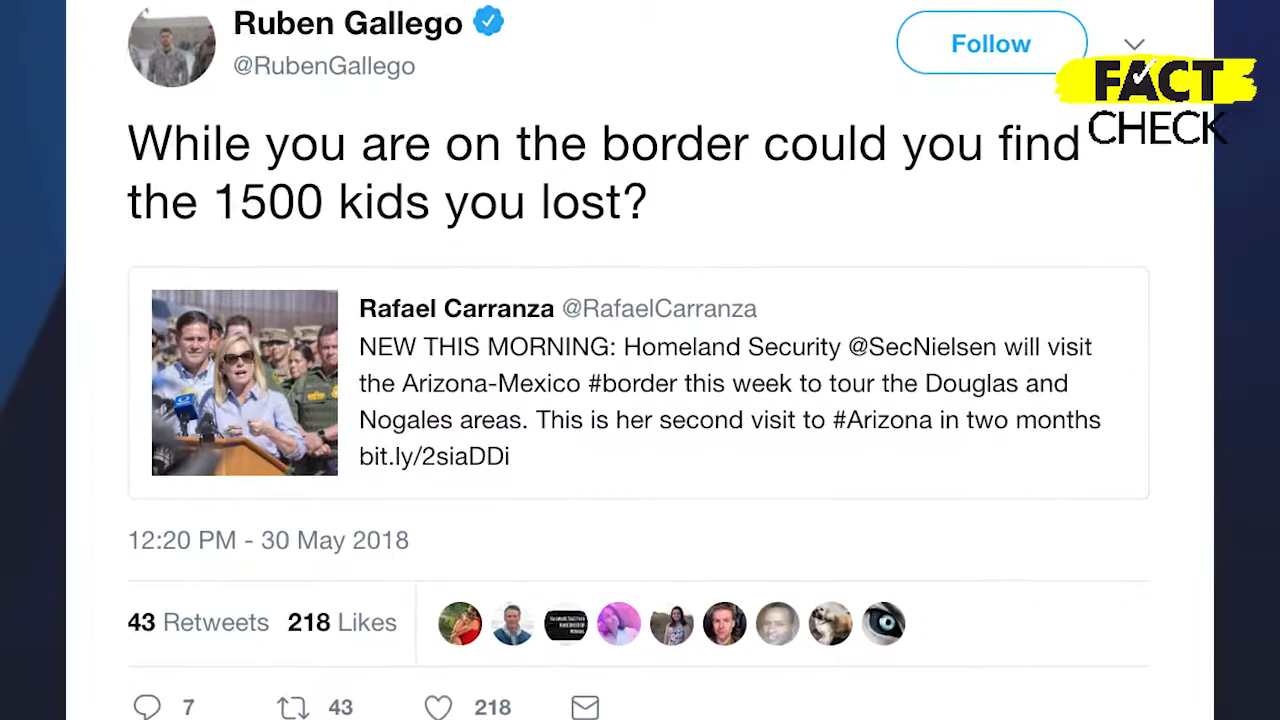 Ruben Gallego
@RubenGallego
Follow
FACT
CHECK
While you are on the border could you find
the 1500 kids you lost?
Rafael Carranza @RafaelCarranza
NEW THIS MORNING: Homeland Security @SecNielsen will visit
the Arizona-Mexico #border this week to tour the Douglas and
Nogales areas. This is her second visit to #Arizona in two months
bit.ly/2siaDDi
12:20 PM - 30 May 2018
43 Retweets 218 Likes
7 43 218